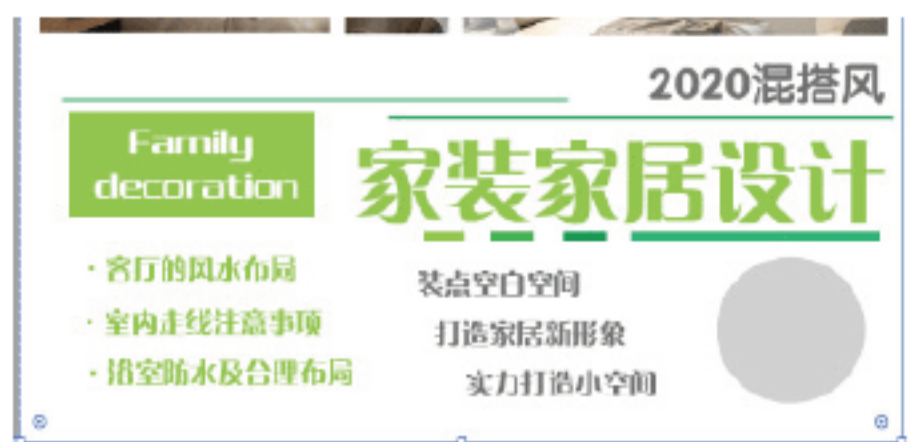 2020混搭风
Family
decoration
家装家居设计
· 客厅的风水布局
· 室内走线注意事项
· 浴室防水及合理布局
装点空白空间
打造家居新形象
实力打造小空间